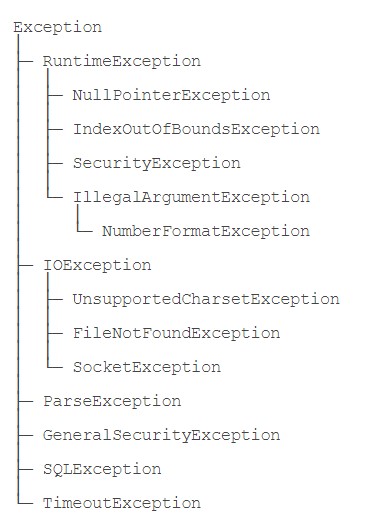 Exception
RuntimeException
NullPointerException
IndexOutOfBoundsException
SecurityException
IllegalArgumentException
NumberFormatException
IOException
UnsupportedCharsetException
FileNotFoundException
SocketException
ParseException
GeneralSecurityException
SQLException
TimeoutException